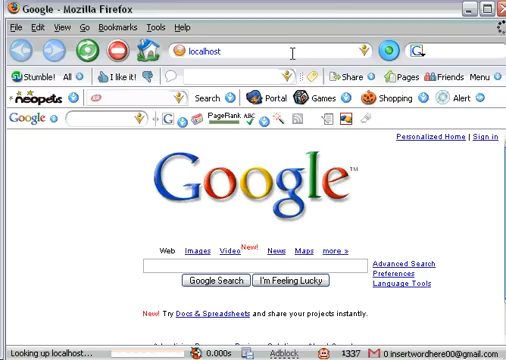 Google - Mozilla Firefox
File Edit View Go Bookmarks Tools Help
localhost
G
Stumble! All I like it! Share Pages Friends Menu
neopets Search Portal Games Shopping Alert
Google G PageRank ABC
Personalized Home | Sign in
Google™
Web Images Video New! News Maps more »
Advanced Search
Preferences
Language Tools
Google Search I'm Feeling Lucky
New! Try Docs & Spreadsheets and share your projects instantly.
Looking up localhost... 0.000s Adblock 1337 0 insertwordhere00@gmail.com